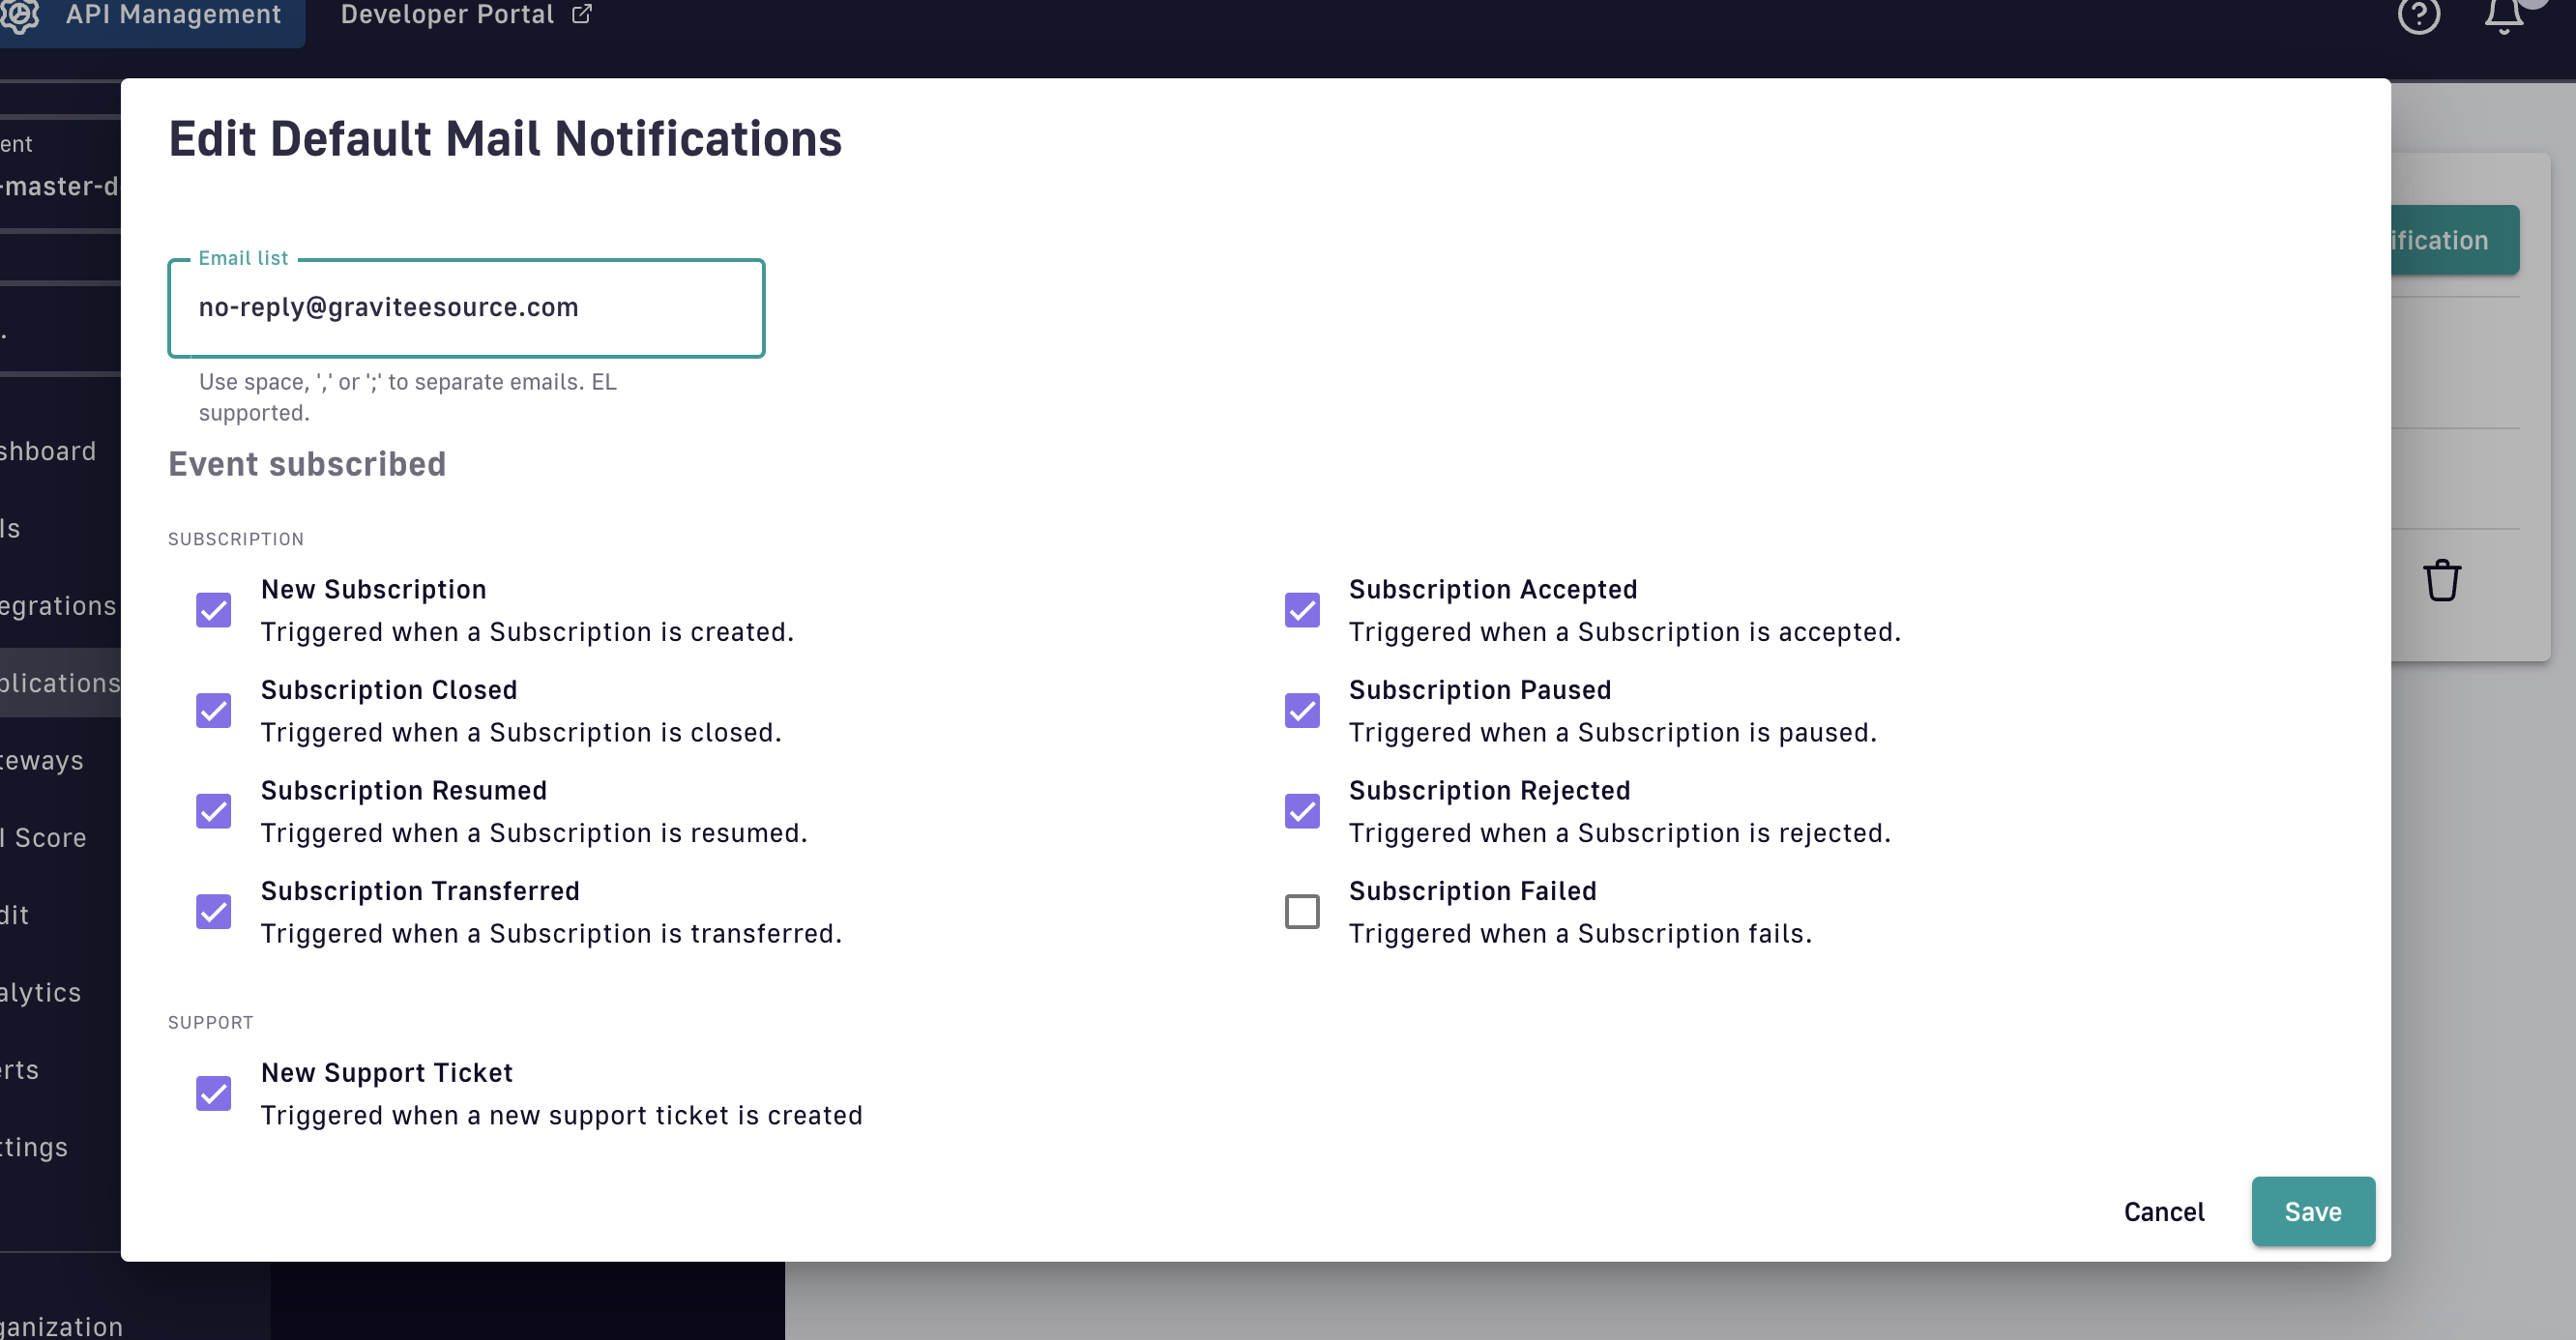 API Management
Developer Portal
ent
-master-d
Edit Default Mail Notifications
ification
Email list
no-reply@graviteesource.com
Use space, ',' or ';' to separate emails. EL
supported.
shboard
Event subscribed
ls
SUBSCRIPTION
egrations
New Subscription
Triggered when a Subscription is created.
Subscription Accepted
Triggered when a Subscription is accepted.
plications
Subscription Closed
Triggered when a Subscription is closed.
Subscription Paused
Triggered when a Subscription is paused.
teways
Subscription Resumed
Triggered when a Subscription is resumed.
Subscription Rejected
Triggered when a Subscription is rejected.
I Score
Subscription Transferred
Triggered when a Subscription is transferred.
Subscription Failed
Triggered when a Subscription fails.
dit
alytics
SUPPORT
erts
New Support Ticket
Triggered when a new support ticket is created
ttings
Cancel
Save
ganization